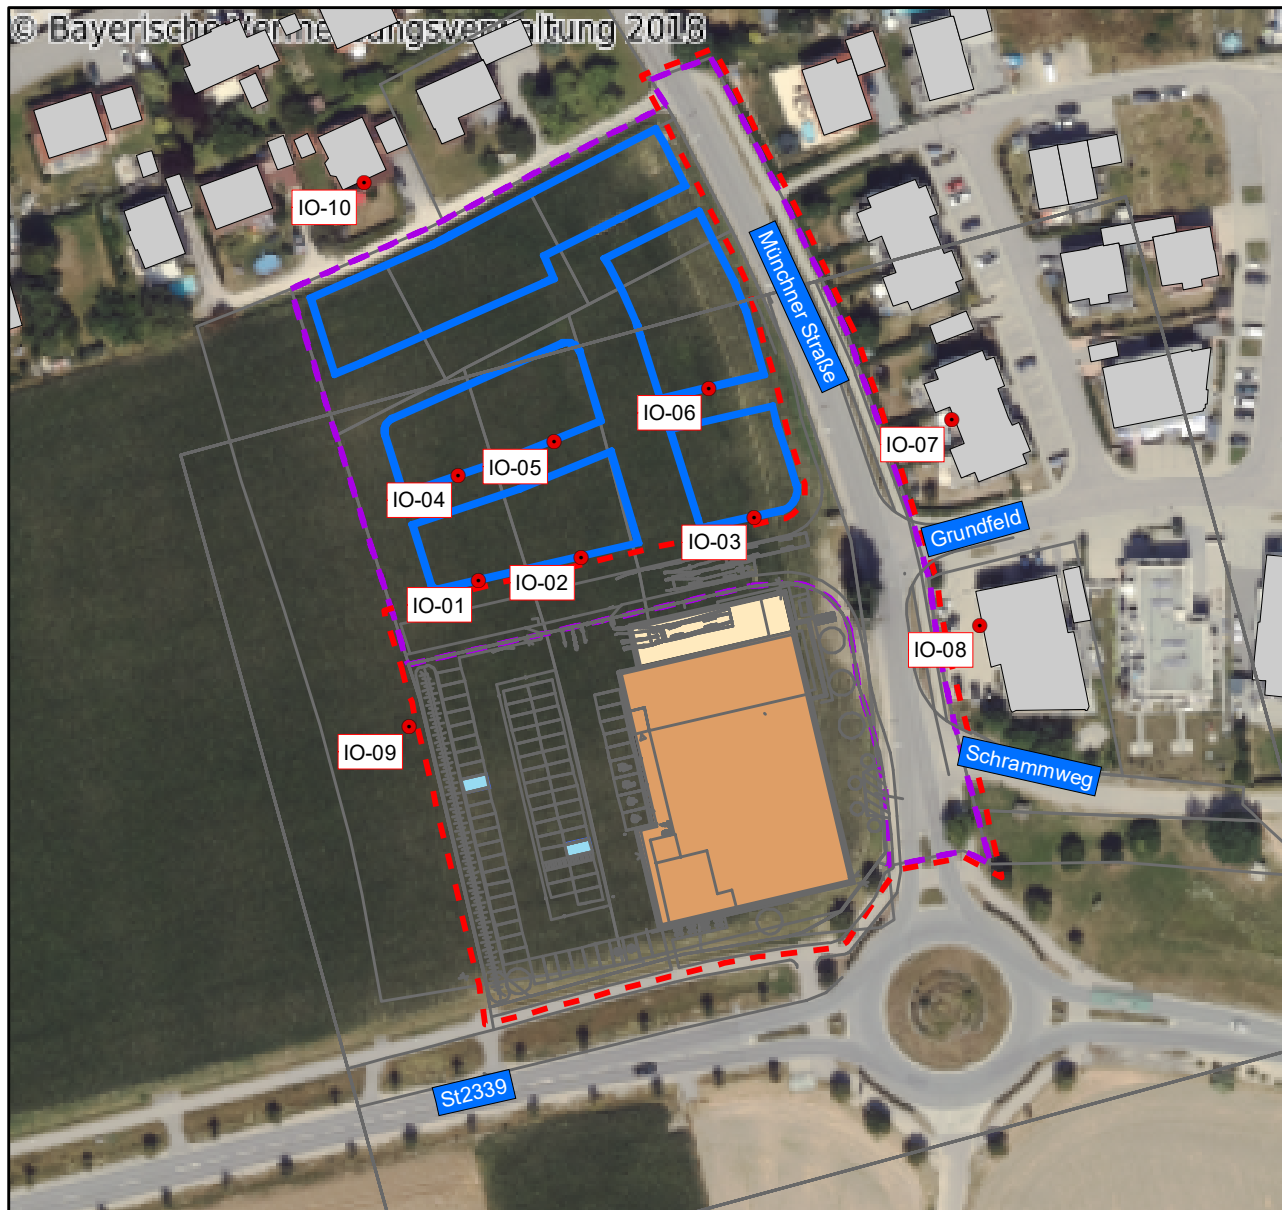 © Bayerische Vermessungsverwaltung 2018
IO-10
Münchner Straße
IO-06
IO-07
IO-05
IO-04
Grundfeld
IO-03
IO-02
IO-01
IO-08
IO-09
Schrammweg
St2339